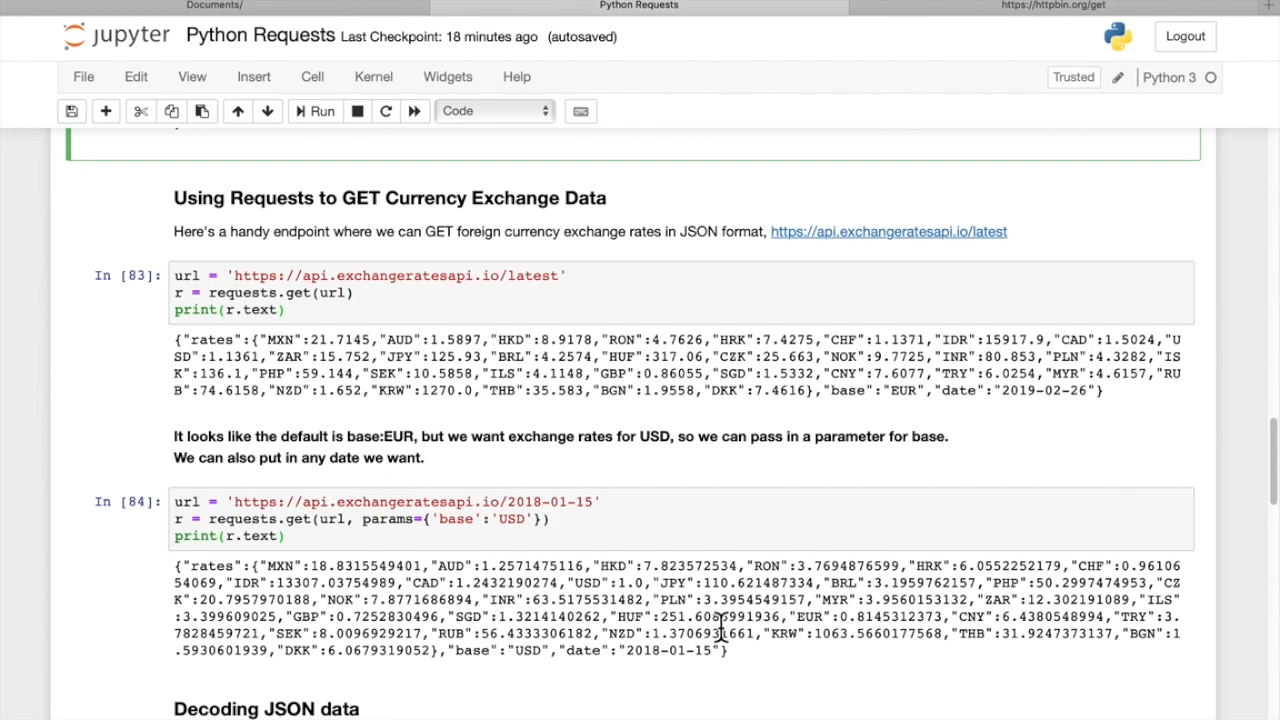 Documents/
Python Requests
https://httpbin.org/get
jupyter Python Requests Last Checkpoint: 18 minutes ago (autosaved)
Logout
File Edit View Insert Cell Kernel Widgets Help
Trusted Python 3
Run Code
Using Requests to GET Currency Exchange Data
Here's a handy endpoint where we can GET foreign currency exchange rates in JSON format, https://api.exchangeratesapi.io/latest
In [83]: url = 'https://api.exchangeratesapi.io/latest'
r = requests.get(url)
print(r.text)
{"rates":{"MXN":21.7145,"AUD":1.5897,"HKD":8.9178,"RON":4.7626,"HRK":7.4275,"CHF":1.1371,"IDR":15917.9,"CAD":1.5024,"U
SD":1.1361,"ZAR":15.752,"JPY":125.93,"BRL":4.2574,"HUF":317.06,"CZK":25.663,"NOK":9.7725,"INR":80.853,"PLN":4.3282,"IS
K":136.1,"PHP":59.144,"SEK":10.5858,"ILS":4.1148,"GBP":0.86055,"SGD":1.5332,"CNY":7.6077,"TRY":6.0254,"MYR":4.6157,"RU
B":74.6158,"NZD":1.652,"KRW":1270.0,"THB":35.583,"BGN":1.9558,"DKK":7.4616},"base":"EUR","date":"2019-02-26"}
It looks like the default is base:EUR, but we want exchange rates for USD, so we can pass in a parameter for base.
We can also put in any date we want.
In [84]: url = 'https://api.exchangeratesapi.io/2018-01-15'
r = requests.get(url, params={'base':'USD'})
print(r.text)
{"rates":{"MXN":18.8315549401,"AUD":1.2571475116,"HKD":7.823572534,"RON":3.7694876599,"HRK":6.0552252179,"CHF":0.96106
54069,"IDR":13307.03754989,"CAD":1.2432190274,"USD":1.0,"JPY":110.621487334,"BRL":3.1959762157,"PHP":50.2997474953,"CZ
K":20.7957970188,"NOK":7.8771686894,"INR":63.5175531482,"PLN":3.3954549157,"MYR":3.9560153132,"ZAR":12.302191089,"ILS"
:3.399609025,"GBP":0.7252830496,"SGD":1.3214140262,"HUF":,"EUR":0.8145312373,"CNY":6.4380548994,"TRY":3.
7828459721,"SEK":8.0096929217,"RUB":56.4333306182,"NZD":,"KRW":1063.5660177568,"THB":31.9247373137,"BGN":1
.5930601939,"DKK":6.0679319052},"base":"USD","date":"2018-01-15"}
Decoding JSON data